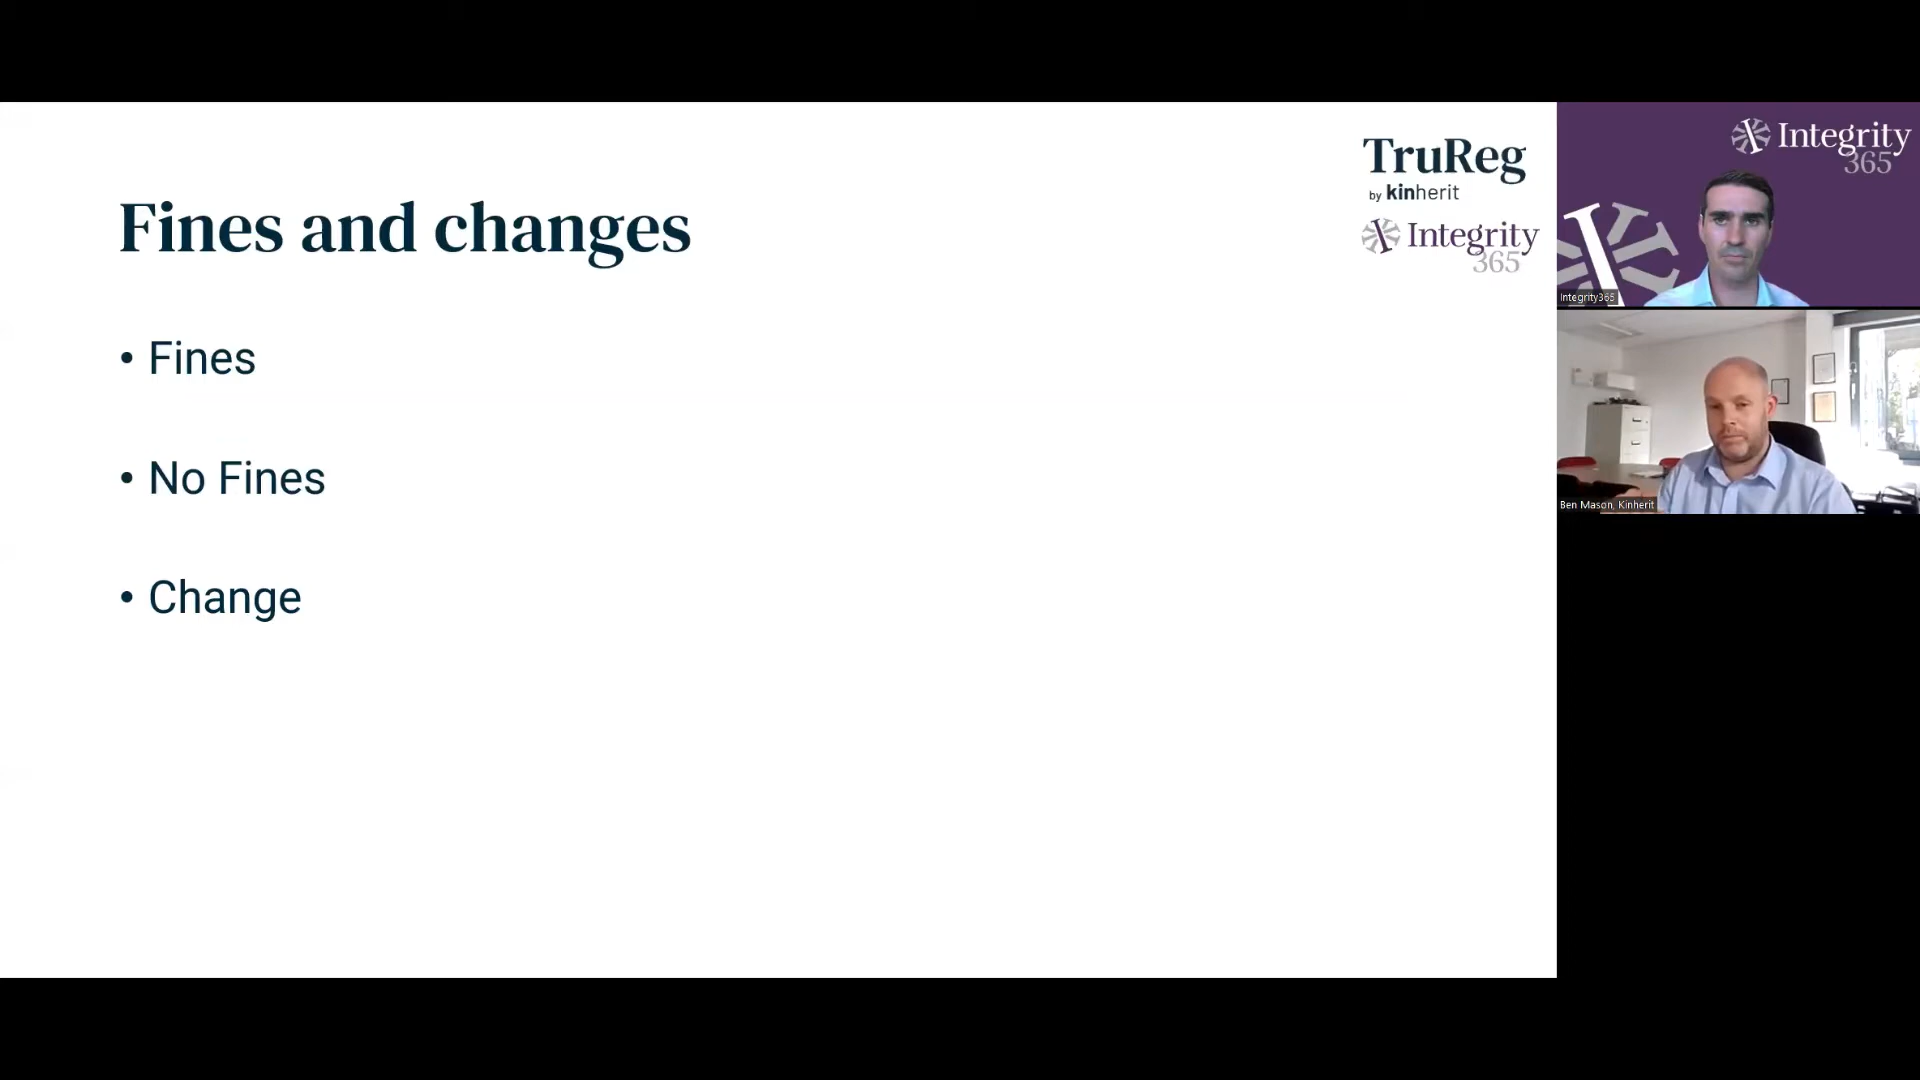 Fines and changes
• Fines
• No Fines
• Change
TruReg
by kinherit
Integrity
365
Integrity
365
Integrity365
Ben Mason, Kinherit